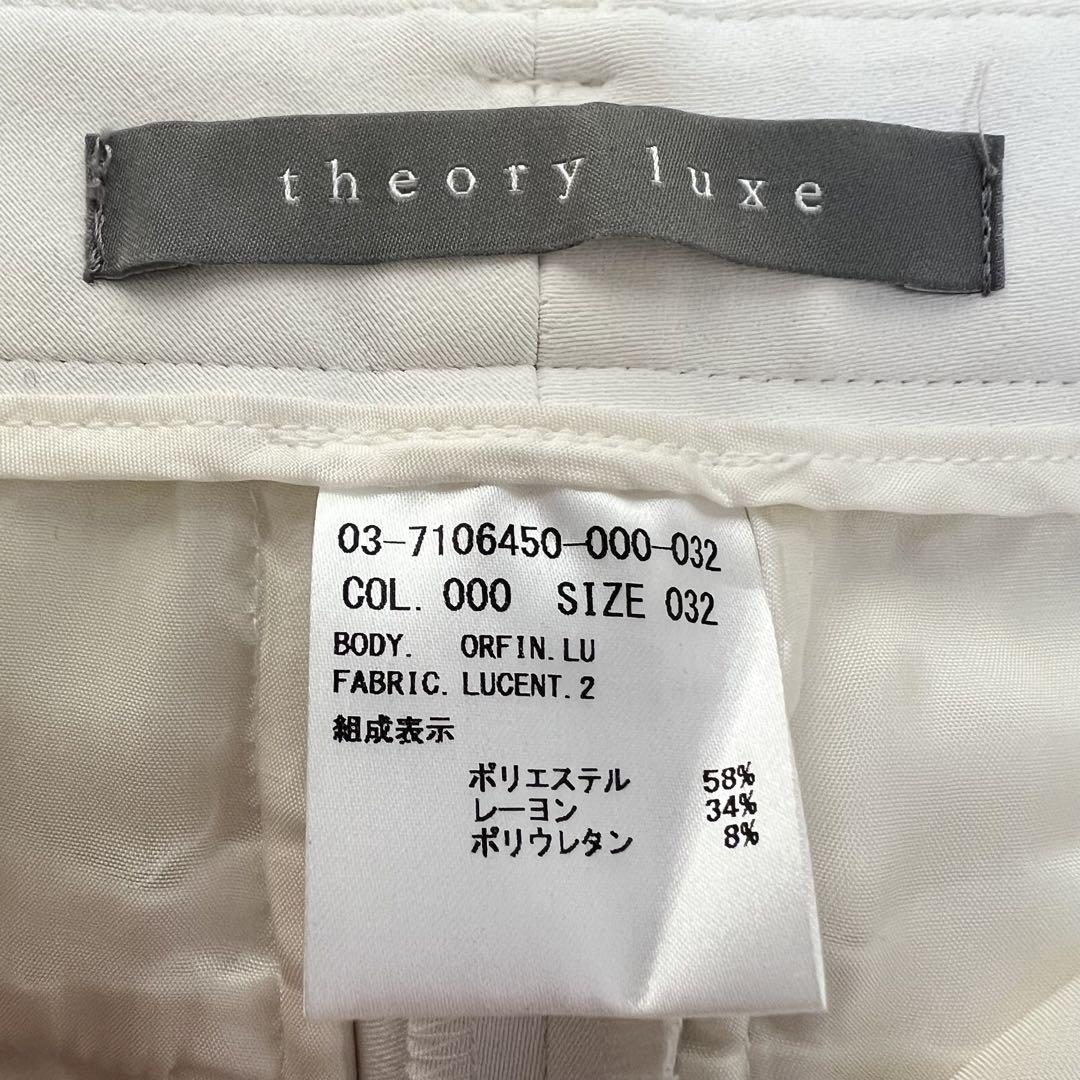 theory luxe
03-7106450-000-032
COL. 000 SIZE 032
BODY. ORFIN.LU
FABRIC. LUCENT.2
組成表示
ポリエステル 58%
レーヨン 34%
ポリウレタン 8%